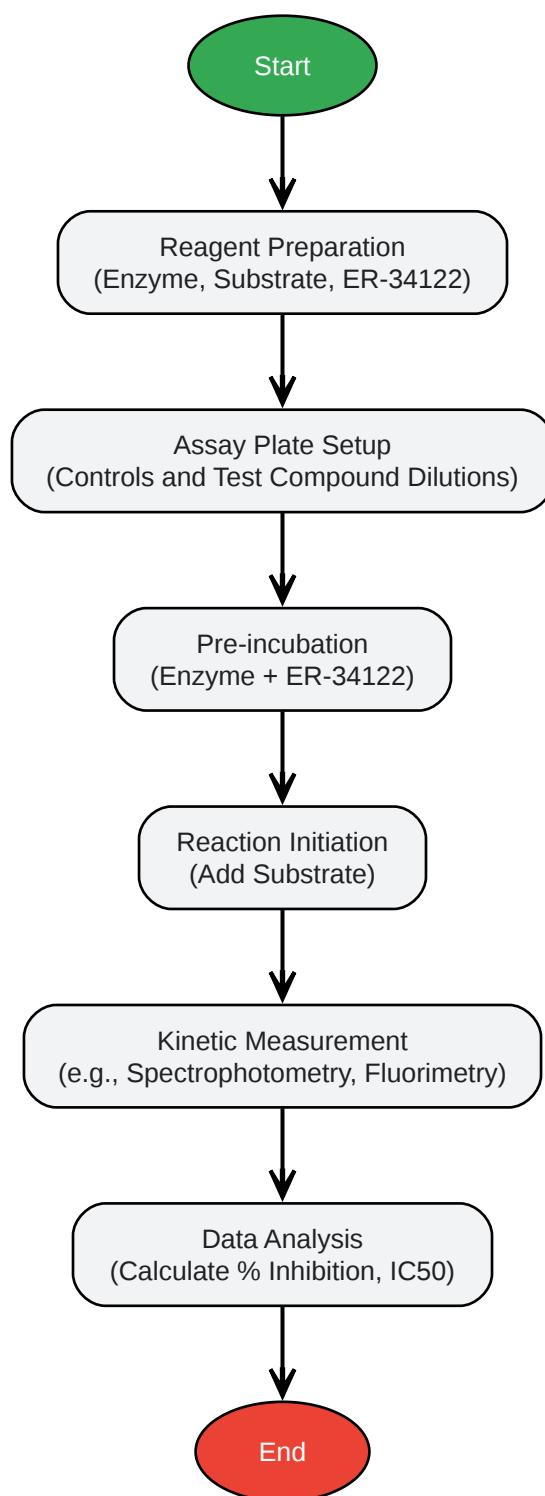 Start
Reagent Preparation
(Enzyme, Substrate, ER-34122)
Assay Plate Setup
(Controls and Test Compound Dilutions)
Pre-incubation
(Enzyme + ER-34122)
Reaction Initiation
(Add Substrate)
Kinetic Measurement
(e.g., Spectrophotometry, Fluorimetry)
Data Analysis
(Calculate % Inhibition, IC50)
End